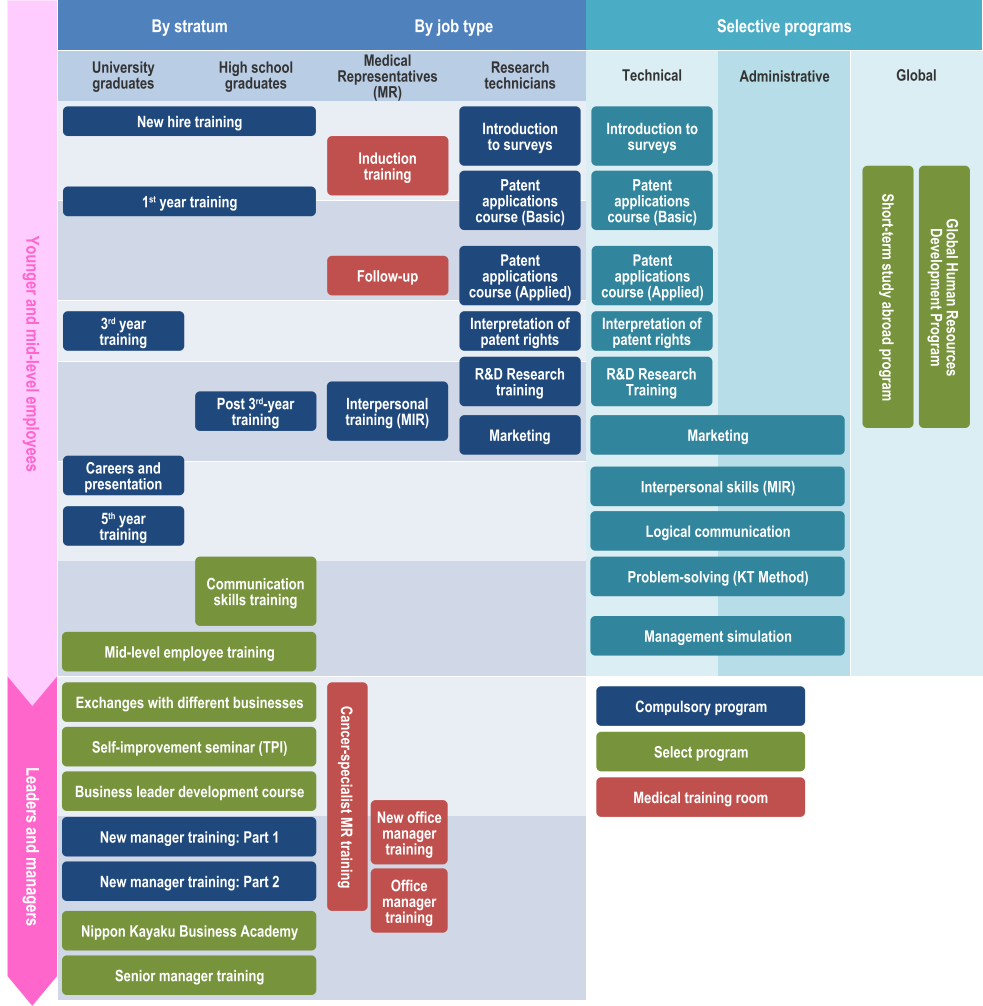 By stratum
By job type
Selective programs
University
graduates
High school
graduates
Medical
Representatives
(MR)
Research
technicians
Technical
Administrative
Global
Younger and mid-level employees
New hire training
1st year training
3rd year
training
Post 3rd-year
training
Careers and
presentation
5th year
training
Communication
skills training
Mid-level employee training
Induction
training
Follow-up
Interpersonal
training (MIR)
Introduction
to surveys
Patent
applications
course (Basic)
Patent
applications
course (Applied)
Interpretation of
patent rights
R&D Research
training
Marketing
Introduction to
surveys
Patent
applications
course (Basic)
Patent
applications
course (Applied)
Interpretation of
patent rights
R&D Research
Training
Marketing
Interpersonal skills (MIR)
Logical communication
Problem-solving (KT Method)
Management simulation
Short-term study abroad program
Global Human Resources
Development Program
Leaders and managers
Exchanges with different businesses
Self-improvement seminar (TPI)
Business leader development course
New manager training: Part 1
New manager training: Part 2
Nippon Kayaku Business Academy
Senior manager training
Cancer-specialist MR training
New office
manager
training
Office
manager
training
Compulsory program
Select program
Medical training room